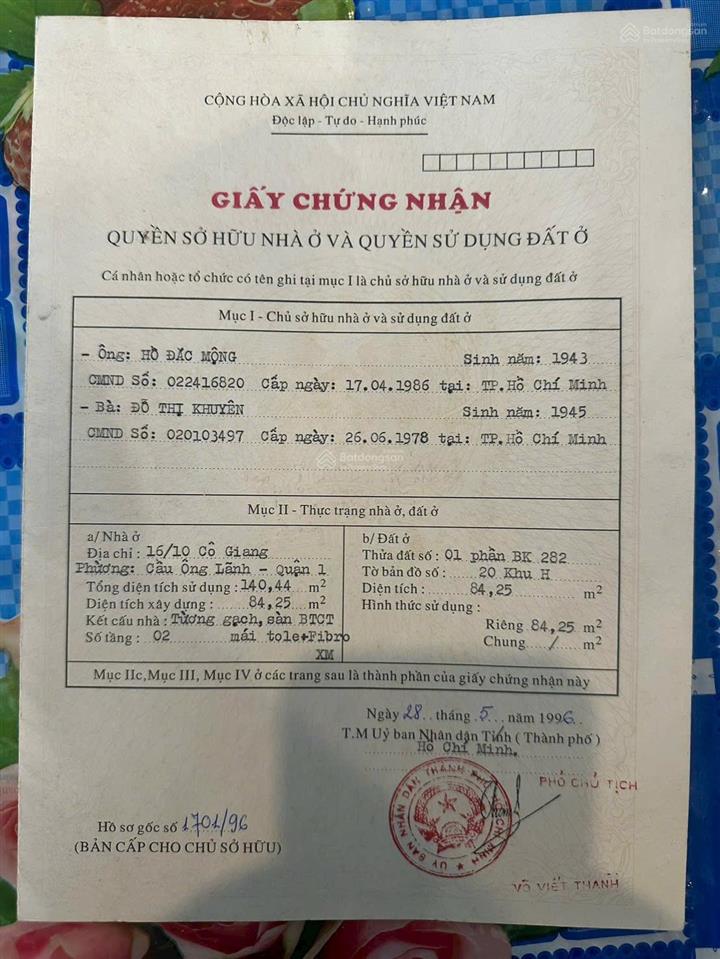 Batdongsan
CỘNG HÒA XÃ HỘI CHỦ NGHĨA VIỆT NAM
Độc lập - Tự do - Hạnh phúc
GIẤY CHỨNG NHẬN
QUYỀN SỞ HỮU NHÀ Ở VÀ QUYỀN SỬ DỤNG ĐẤT Ở
Cá nhân hoặc tổ chức có tên ghi tại mục I là chủ sở hữu nhà ở và sử dụng đất ở
Mục I - Chủ sở hữu nhà ở và sử dụng đất ở
- Ông: HỒ ĐẮC MỘNG Sinh năm: 1943
CMND Số: 022416820 Cấp ngày: 17.04.1986 tại: TP.Hồ Chí Minh
- Bà: ĐỖ THỊ KHUYÊN Sinh năm: 1945
CMND Số: 020103497 Cấp ngày: 26.06.1978 tại: TP.Hồ Chí Minh
Batdongsan
Mục II - Thực trạng nhà ở, đất ở
a/ Nhà ở
Địa chỉ : 16/10 Cô Giang
Phường: Cầu Ông Lãnh - Quận 1
Tổng diện tích sử dụng : 140,44 m²
Diện tích xây dựng : 84,25 m²
Kết cấu nhà : Tường gạch, sàn BTCT
Số tầng : 02 mái tole+Fibro
XM
b/ Đất ở
Thửa đất số : 01 phần BK 282
Tờ bản đồ số : 20 Khu H
Diện tích : 84,25 m²
Hình thức sử dụng :
Riêng 84,25 m²
Chung / m²
Mục IIc, Mục III, Mục IV ở các trang sau là thành phần của giấy chứng nhận này
Ngày 28 tháng 5 năm 1996
T.M Uỷ ban Nhân dân Tỉnh ( Thành phố )
Hồ Chí Minh.
PHÓ CHỦ TỊCH
ỦY BAN NHÂN DÂN THÀNH PHỐ HỒ CHÍ MINH
Hồ sơ gốc số 1701/96
(BẢN CẤP CHO CHỦ SỞ HỮU)
VÕ VIẾT THANH